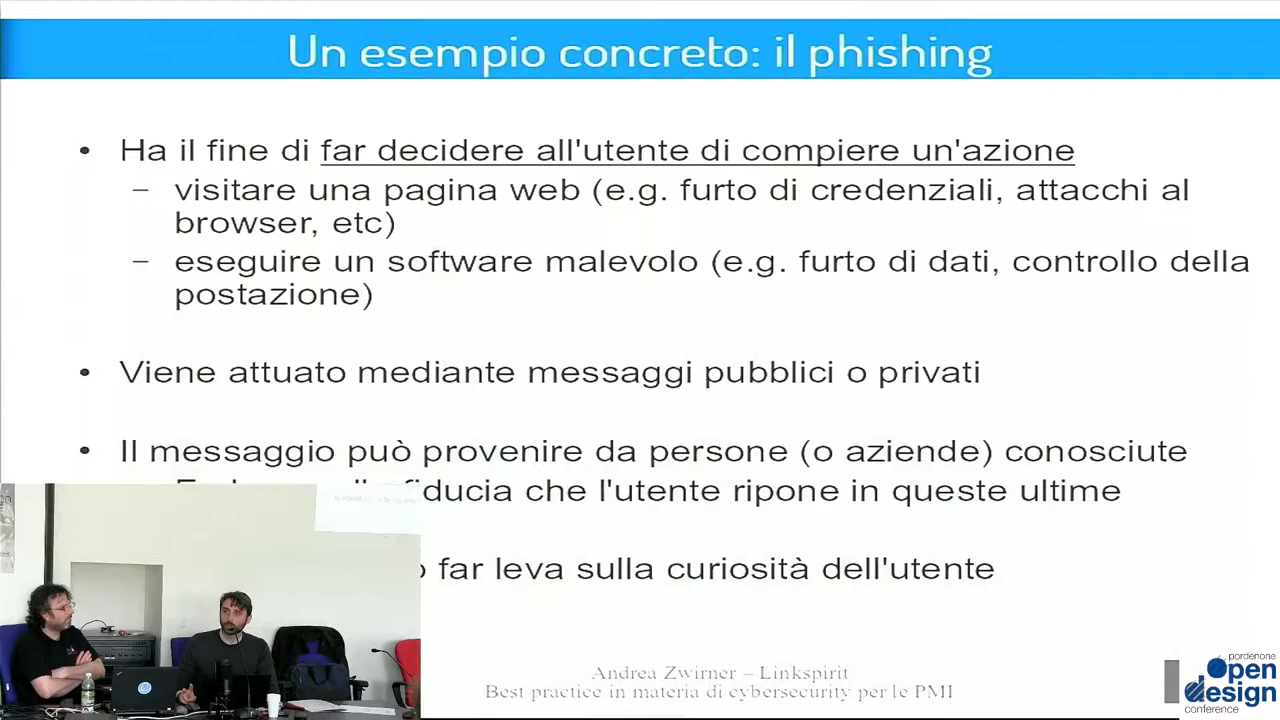 Un esempio concreto: il phishing
• Ha il fine di far decidere all'utente di compiere un'azione
– visitare una pagina web (e.g. furto di credenziali, attacchi al
browser, etc)
– eseguire un software malevolo (e.g. furto di dati, controllo della
postazione)
• Viene attuato mediante messaggi pubblici o privati
• Il messaggio può provenire da persone (o aziende) conosciute
fiducia che l'utente ripone in queste ultime
far leva sulla curiosità dell'utente
Andrea Zwirner – Linkspirit
Best practice in materia di cybersecurity per le PMI
pordenone
open
design
conference